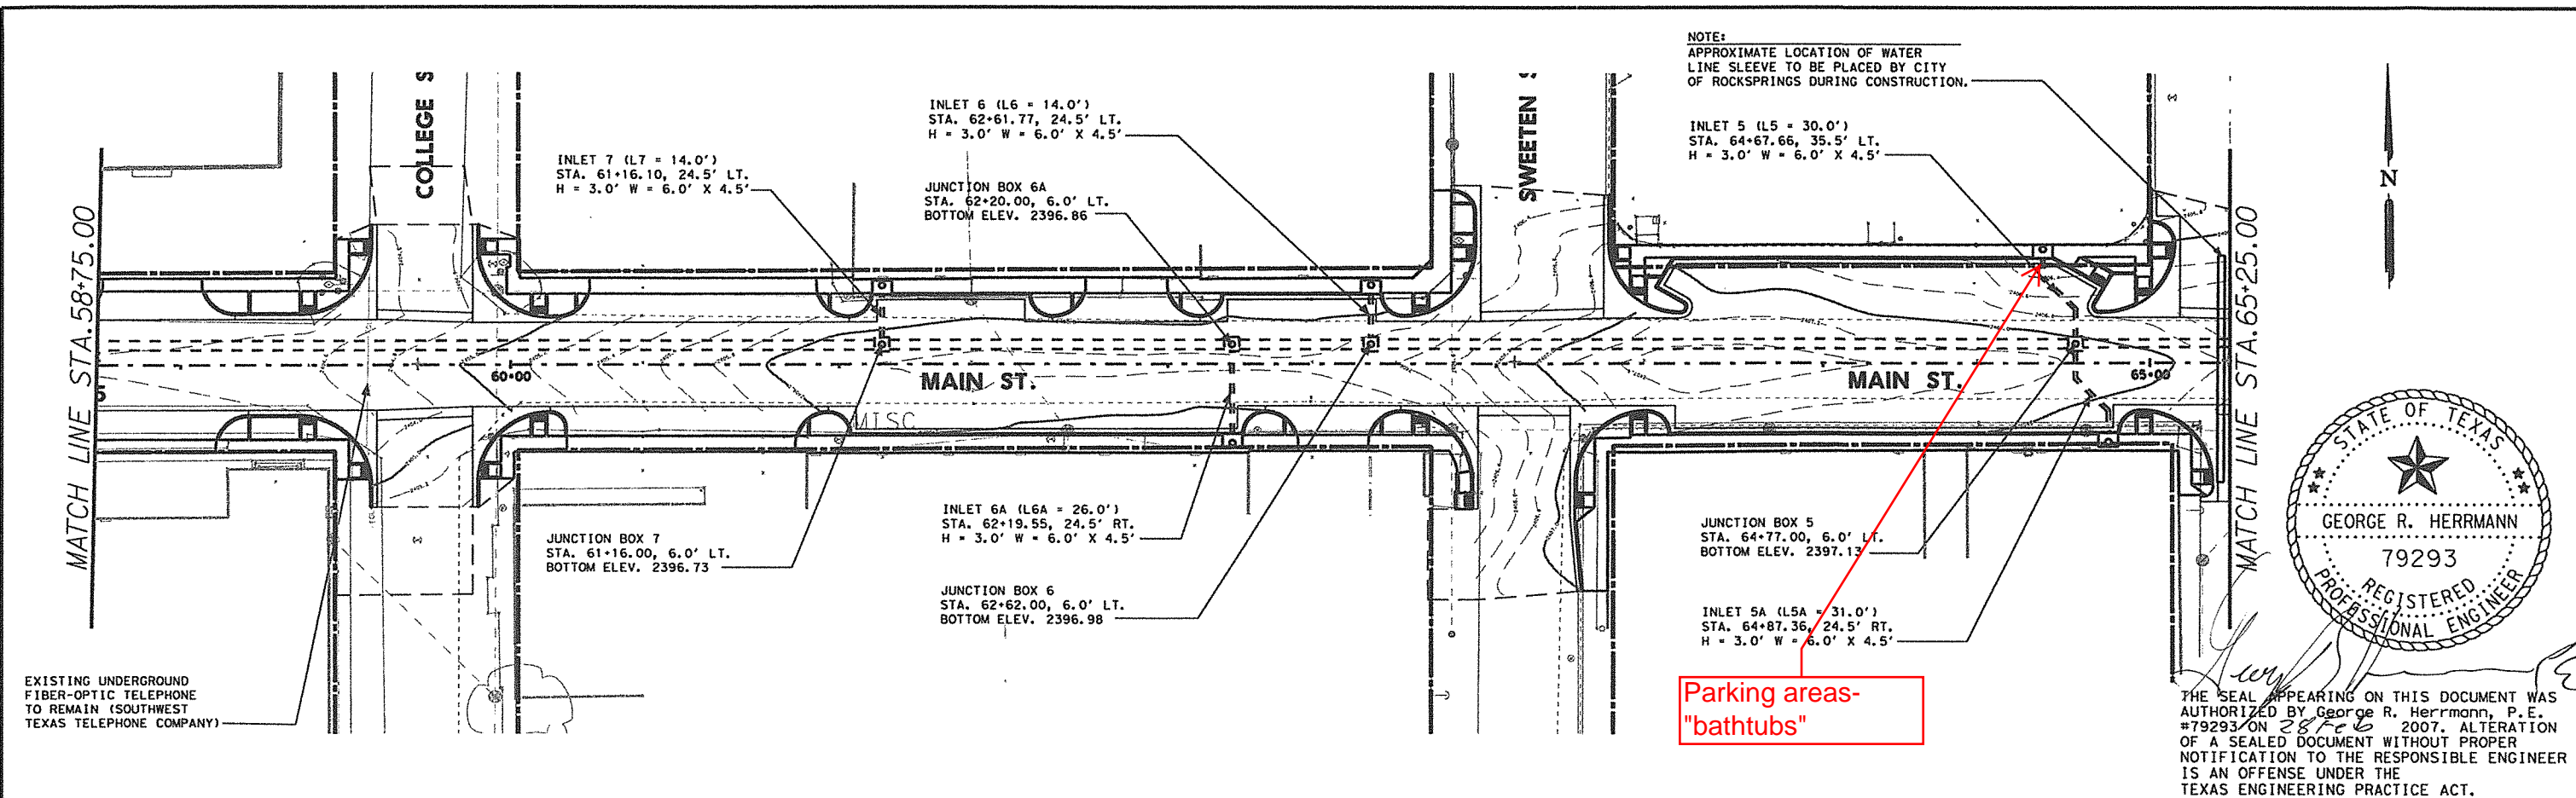 NOTE:
APPROXIMATE LOCATION OF WATER
LINE SLEEVE TO BE PLACED BY CITY
OF ROCKSPRINGS DURING CONSTRUCTION.
COLLEGE S
SWEETEN S
INLET 6 (L6 = 14.0')
STA. 62+61.77, 24.5' LT.
H = 3.0' W = 6.0' X 4.5'
INLET 5 (L5 = 30.0')
STA. 64+67.66, 35.5' LT.
H = 3.0' W = 6.0' X 4.5'
INLET 7 (L7 = 14.0')
STA. 61+16.10, 24.5' LT.
H = 3.0' W = 6.0' X 4.5'
JUNCTION BOX 6A
STA. 62+20.00, 6.0' LT.
BOTTOM ELEV. 2396.86
N
MATCH LINE STA.58+75.00
MATCH LINE STA.65+25.00
60+00
MAIN ST.
MAIN ST.
65+00
5
MISC
INLET 6A (L6A = 26.0')
STA. 62+19.55, 24.5' RT.
H = 3.0' W = 6.0' X 4.5'
JUNCTION BOX 7
STA. 61+16.00, 6.0' LT.
BOTTOM ELEV. 2396.73
JUNCTION BOX 5
STA. 64+77.00, 6.0' LT.
BOTTOM ELEV. 2397.13
JUNCTION BOX 6
STA. 62+62.00, 6.0' LT.
BOTTOM ELEV. 2396.98
INLET 5A (L5A = 31.0')
STA. 64+87.36, 24.5' RT.
H = 3.0' W = 6.0' X 4.5'
EXISTING UNDERGROUND
FIBER-OPTIC TELEPHONE
TO REMAIN (SOUTHWEST
TEXAS TELEPHONE COMPANY)
Parking areas-
"bathtubs"
STATE OF TEXAS
GEORGE R. HERRMANN
79293
REGISTERED
PROFESSIONAL ENGINEER
THE SEAL APPEARING ON THIS DOCUMENT WAS
AUTHORIZED BY George R. Herrmann, P.E.
#79293 ON 28 Feb 2007. ALTERATION
OF A SEALED DOCUMENT WITHOUT PROPER
NOTIFICATION TO THE RESPONSIBLE ENGINEER
IS AN OFFENSE UNDER THE
TEXAS ENGINEERING PRACTICE ACT.